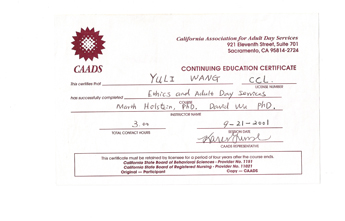 California Association for Adult Day Services
921 Eleventh Street, Suite 701
Sacramento, CA 95814-2724
CAADS
CONTINUING EDUCATION CERTIFICATE
This certifies that YULI WANG CCL.
LICENSE NUMBER
has successfully completed Ethics and Adult Day Services
COURSE
Marth Holstein, PhD. David Wu PhD.
INSTRUCTOR NAME
3.00 9-21-2001
TOTAL CONTACT HOURS SESSION DATE
CAADS REPRESENTATIVE
This certificate must be retained by licensee for a period of four years after the course ends
California State Board of Behavioral Sciences - Provider No. 1191
California State Board of Registered Nursing - Provider No. 11021
Original — Participant Copy — CAADS